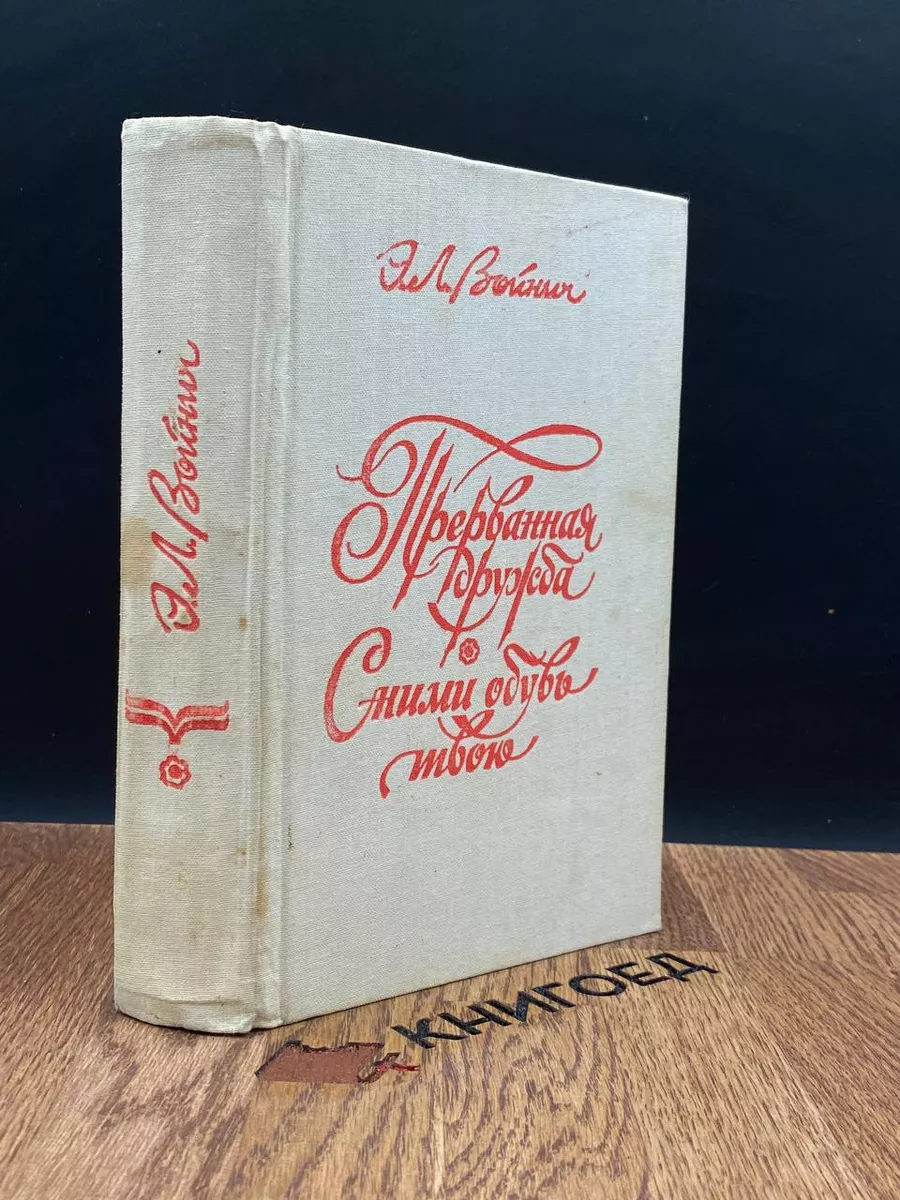 Э.Л. Войнич
Э.Л. Войнич
Прерванная
дружба
Сними обувь
твою
КНИГОЕД